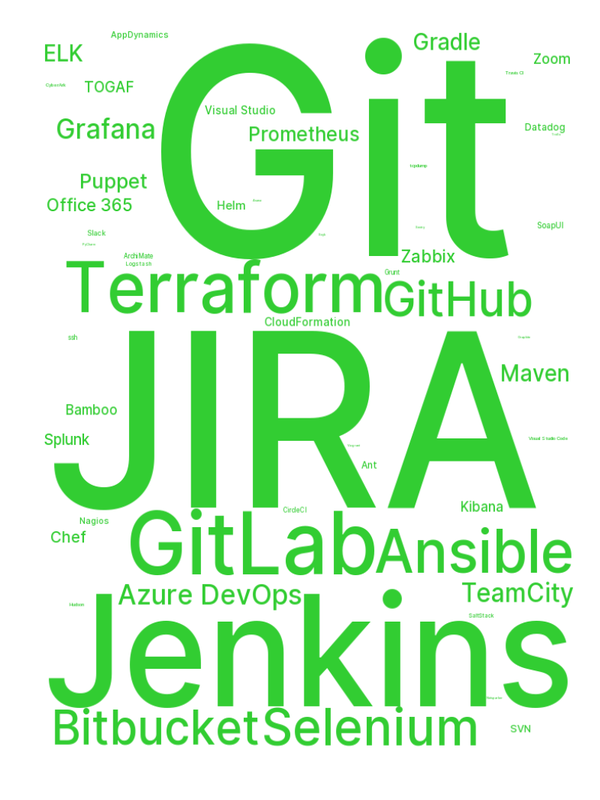 AppDynamics
Gradle
ELK
Zoom
Git
Travis CI
TOGAF
Visual Studio
Datadog
Grafana
Prometheus
Puppet
Office 365
Helm
Slack
SoapUI
ArchiMate
Logstash
Zabbix
Grunt
Terraform
GitHub
CloudFormation
ssh
JIRA
Maven
Bamboo
Splunk
Visual Studio Code
Ant
Kibana
CircleCI
Nagios
Chef
GitLab
Ansible
Azure DevOps
TeamCity
SaltStack
Jenkins
Bitbucket
Selenium
SVN